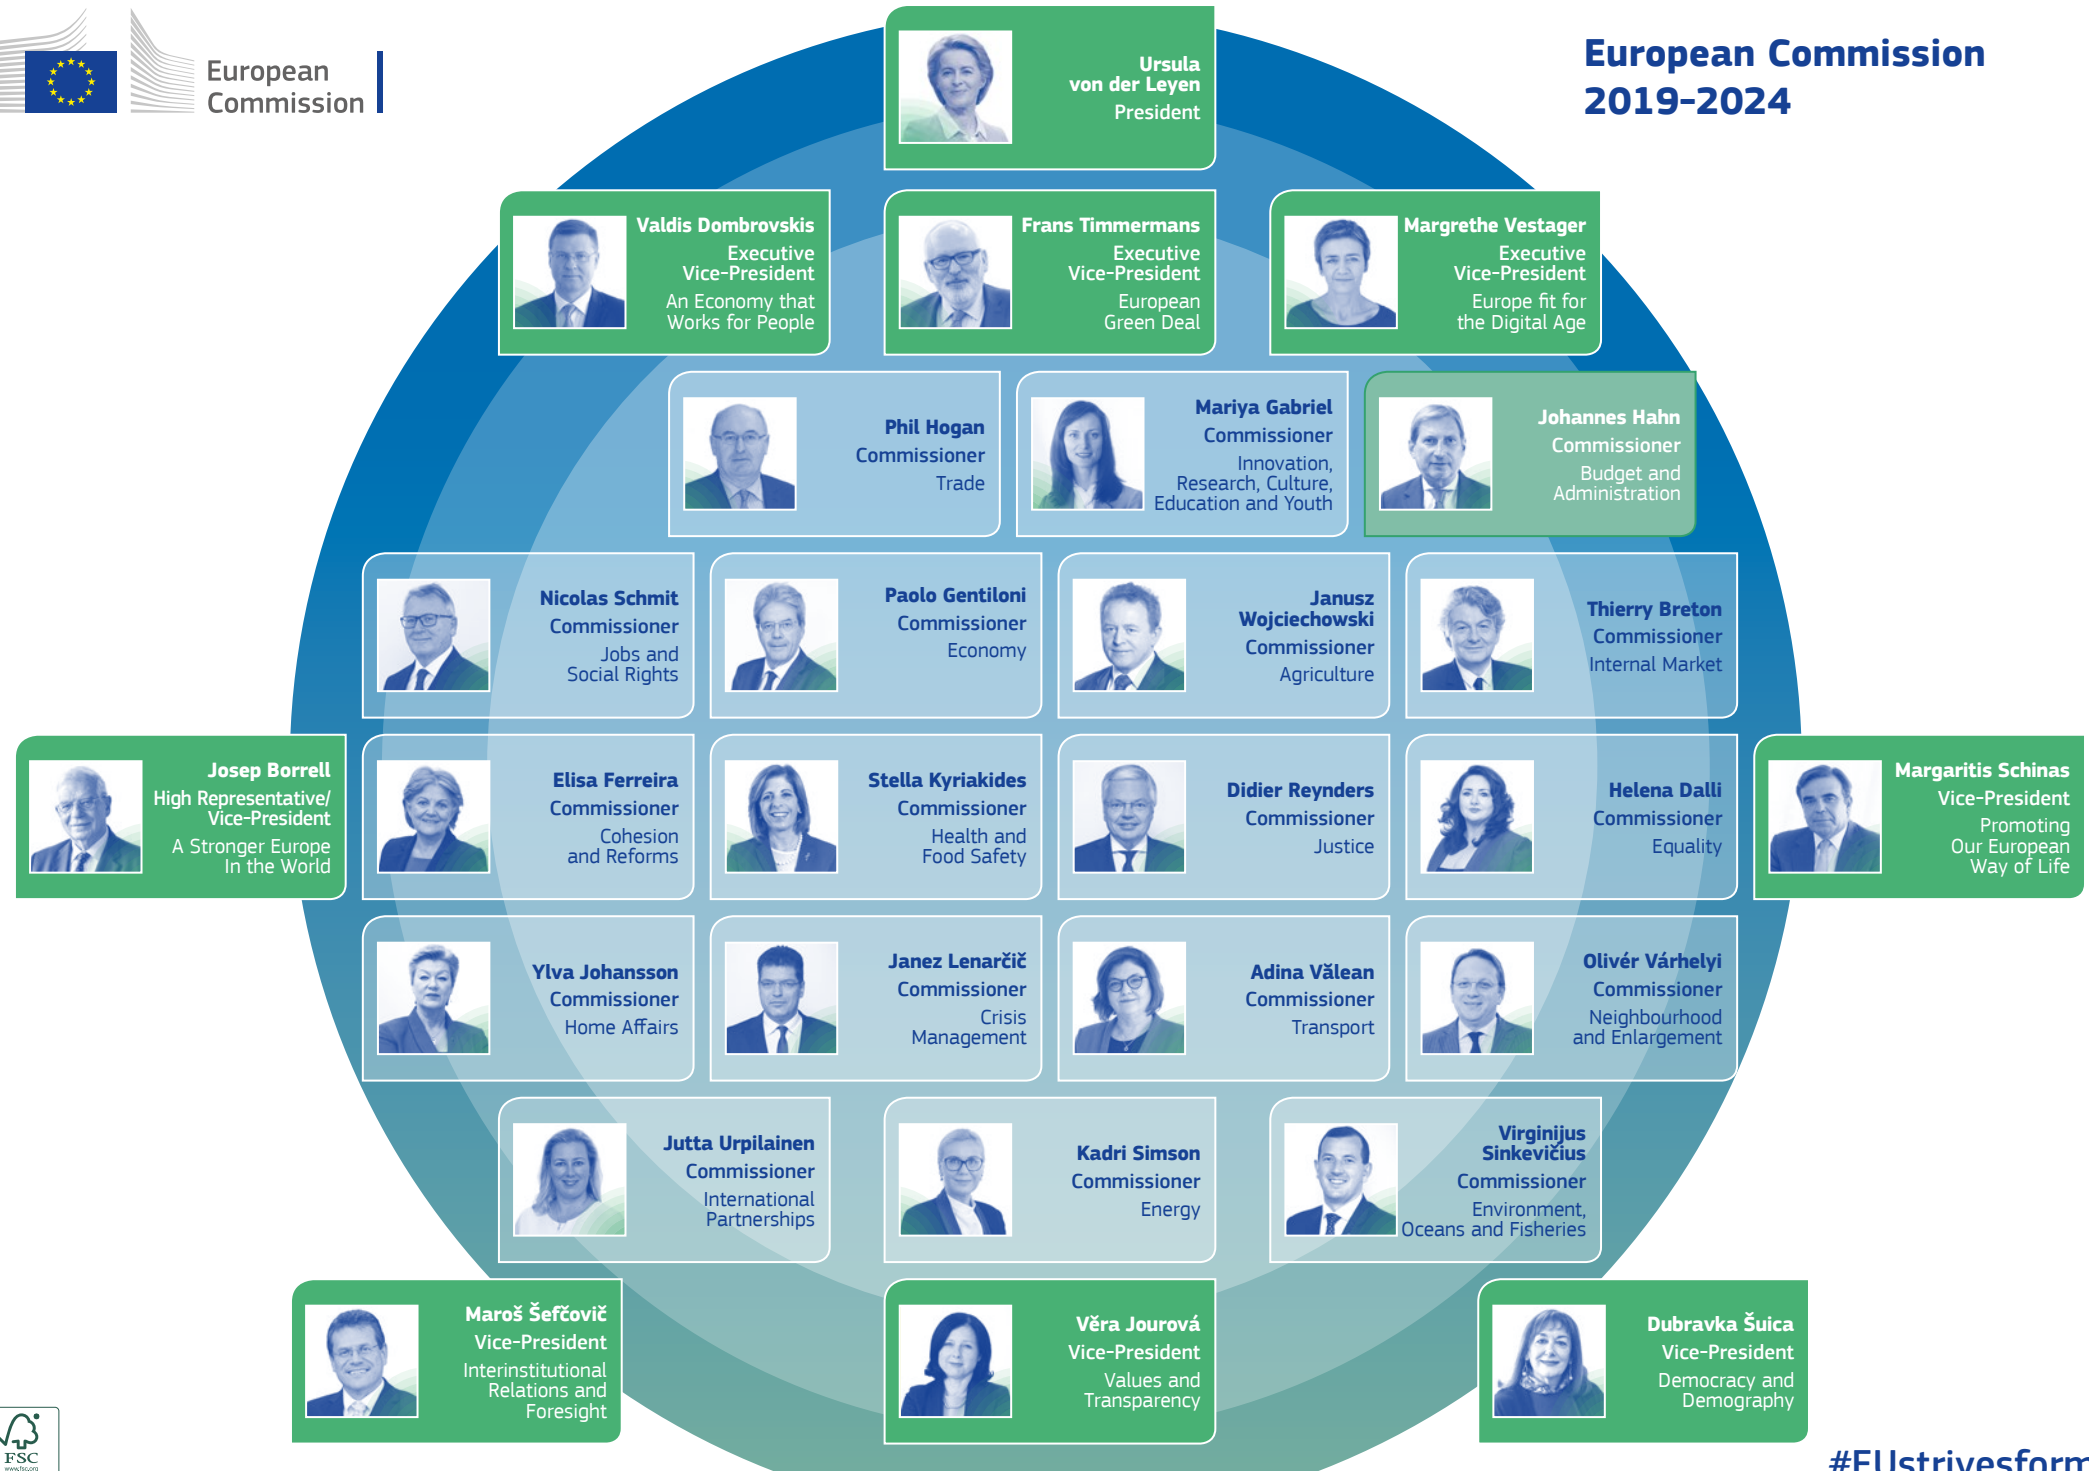 European
Commission
European Commission
2019-2024
Ursula
von der Leyen
President
Valdis Dombrovskis
Executive
Vice-President
An Economy that
Works for People
Frans Timmermans
Executive
Vice-President
European
Green Deal
Margrethe Vestager
Executive
Vice-President
Europe fit for
the Digital Age
Phil Hogan
Commissioner
Trade
Mariya Gabriel
Commissioner
Innovation,
Research, Culture,
Education and Youth
Johannes Hahn
Commissioner
Budget and
Administration
Nicolas Schmit
Commissioner
Jobs and
Social Rights
Paolo Gentiloni
Commissioner
Economy
Janusz
Wojciechowski
Commissioner
Agriculture
Thierry Breton
Commissioner
Internal Market
Josep Borrell
High Representative/
Vice-President
A Stronger Europe
In the World
Elisa Ferreira
Commissioner
Cohesion
and Reforms
Stella Kyriakides
Commissioner
Health and
Food Safety
Didier Reynders
Commissioner
Justice
Helena Dalli
Commissioner
Equality
Margaritis Schinas
Vice-President
Promoting
Our European
Way of Life
Ylva Johansson
Commissioner
Home Affairs
Janez Lenarčič
Commissioner
Crisis
Management
Adina Vălean
Commissioner
Transport
Olivér Várhelyi
Commissioner
Neighbourhood
and Enlargement
Jutta Urpilainen
Commissioner
International
Partnerships
Kadri Simson
Commissioner
Energy
Virginijus
Sinkevičius
Commissioner
Environment,
Oceans and Fisheries
Maroš Šefčovič
Vice-President
Interinstitutional
Relations and
Foresight
Věra Jourová
Vice-President
Values and
Transparency
Dubravka Šuica
Vice-President
Democracy and
Demography
FSC
www.fsc.org
#EUstrivesform